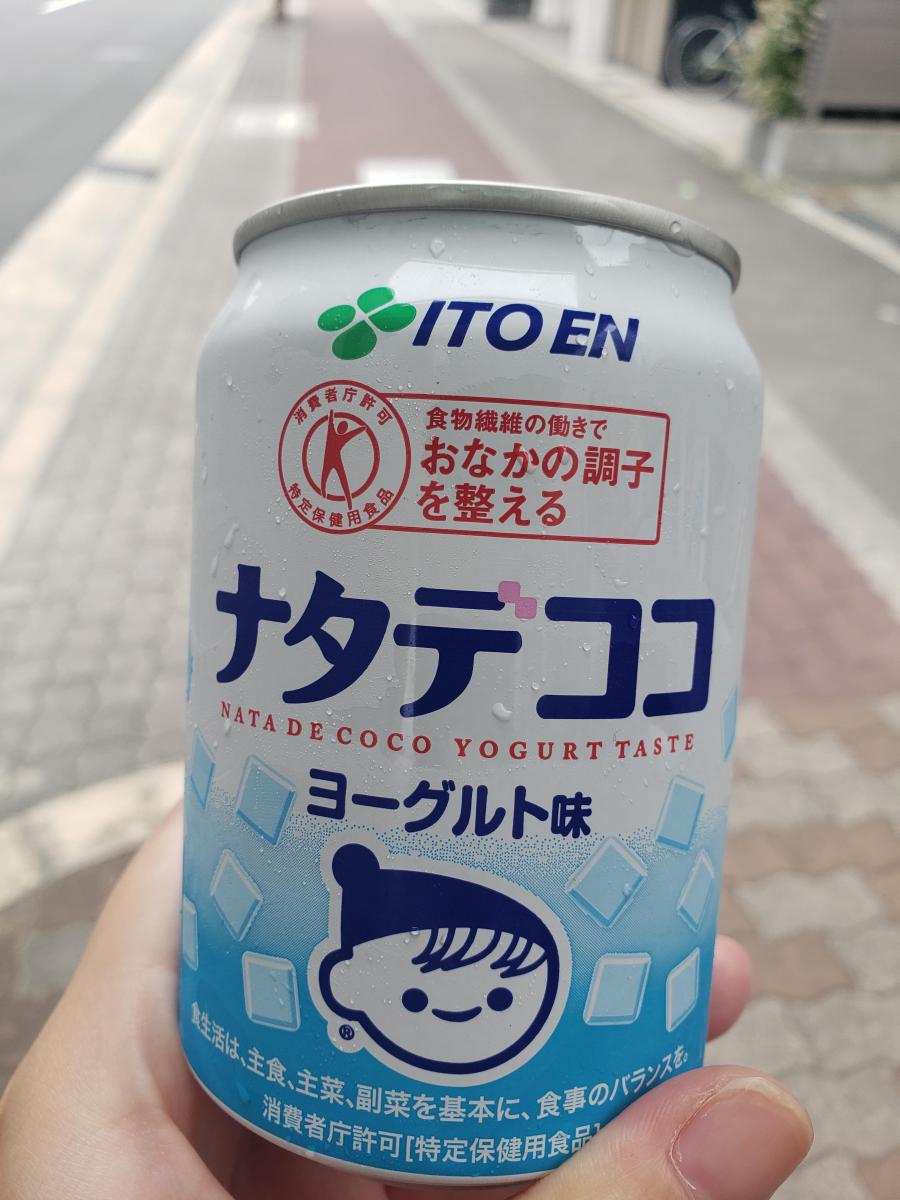 ITO EN
消費者庁許可
特定保健用食品
食物繊維の働きで
おなかの調子
を整える
ナタデココ
NATA DE COCO YOGURT TASTE
ヨーグルト味
®
食生活は、主食、主菜、副菜を基本に、食事のバランスを。
消費者庁許可[特定保健用食品]